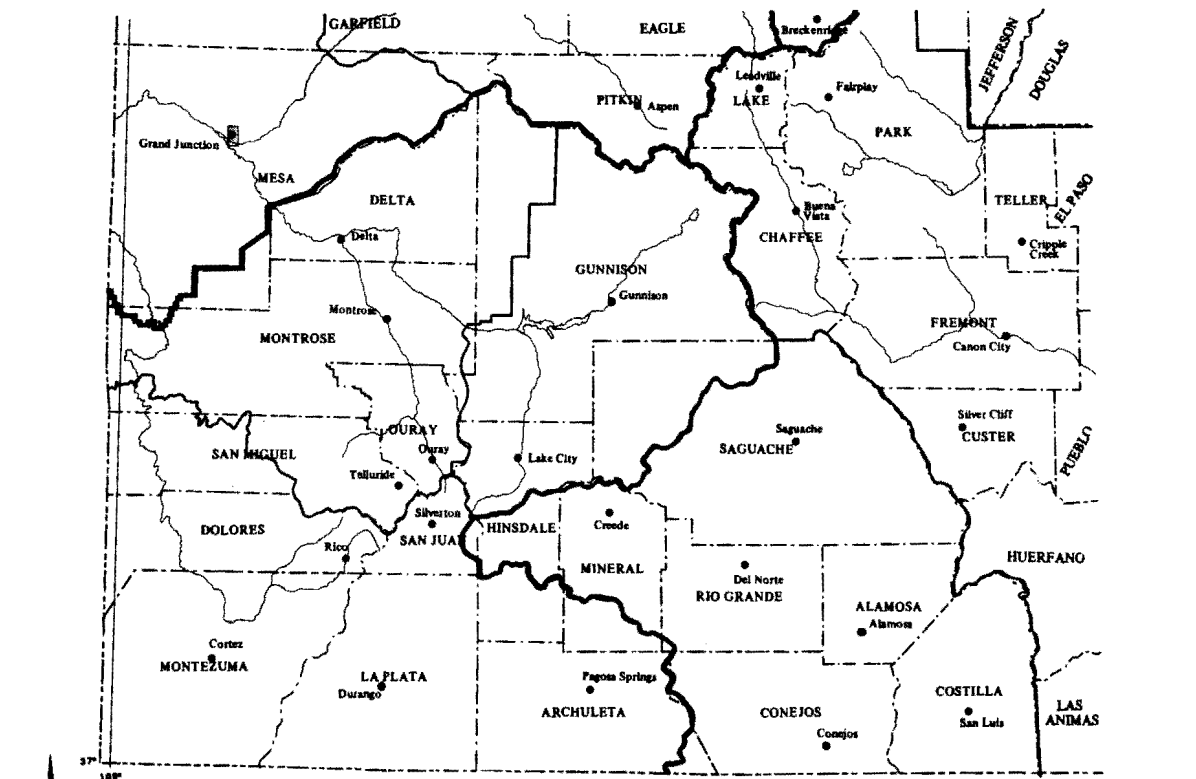 GARFIELD
EAGLE
Breckenridge
JEFFERSON
DOUGLAS
Leadville
LAKE
Fairplay
PITKIN
Aspen
PARK
Grand Junction
MESA
DELTA
TELLER
EL PASO
Buena
Vista
CHAFFEE
Delta
Cripple
Creek
GUNNISON
Gunnison
Montrose
MONTROSE
FREMONT
Canon City
Silver Cliff
CUSTER
OURAY
Saguache
SAGUACHE
PUEBLO
SAN MIGUEL
Ouray
Lake City
Telluride
Silverton
HINSDALE
Creede
DOLORES
SAN JUA
Rico
HUERFANO
MINERAL
Del Norte
RIO GRANDE
ALAMOSA
Alamosa
Cortez
MONTEZUMA
LA PLATA
Durango
Pagosa Springs
ARCHULETA
CONEJOS
Conejos
COSTILLA
San Luis
LAS
ANIMAS
37°